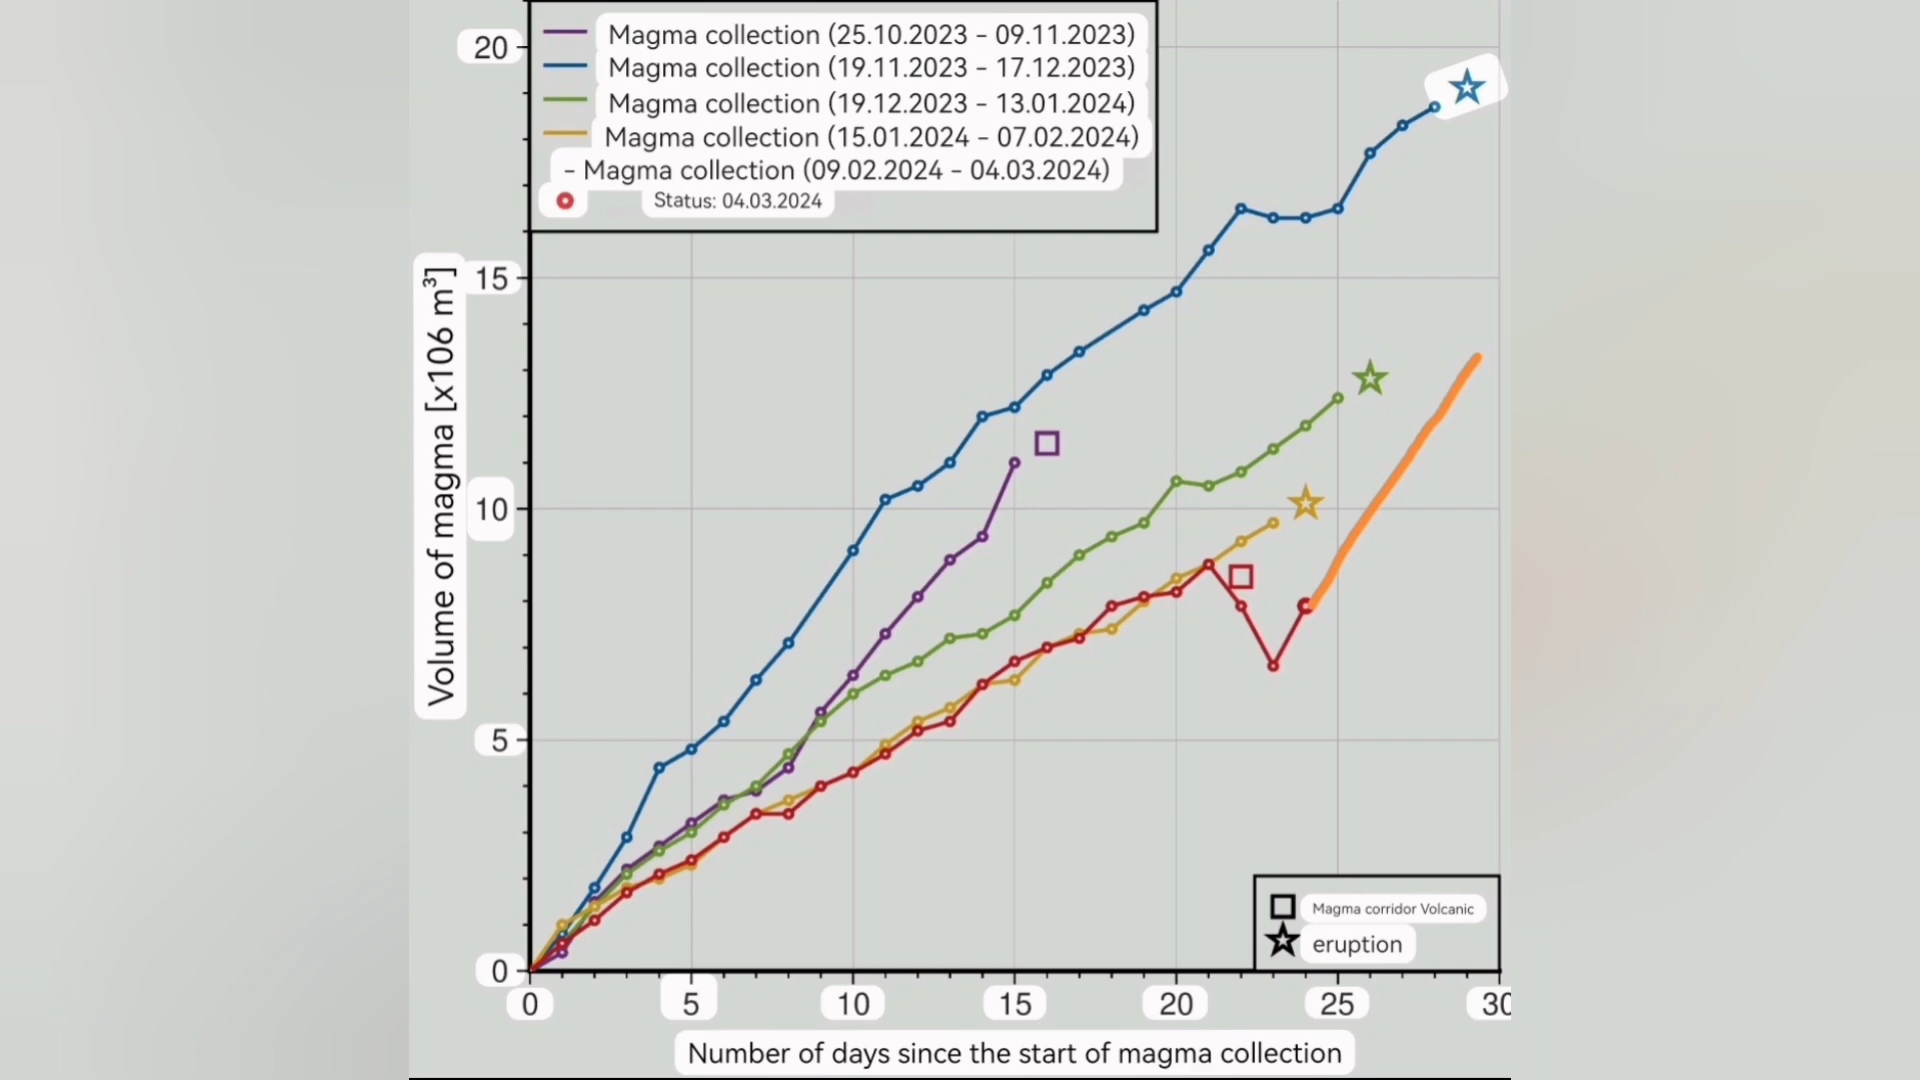 20
Magma collection (25.10.2023 - 09.11.2023)
Magma collection (19.11.2023 - 17.12.2023)
Magma collection (19.12.2023 - 13.01.2024)
Magma collection (15.01.2024 - 07.02.2024)
- Magma collection (09.02.2024 - 04.03.2024)
Status: 04.03.2024
15
Volume of magma [x106 m³]
10
5
Magma corridor Volcanic
eruption
0
0 5 10 15 20 25 30
Number of days since the start of magma collection